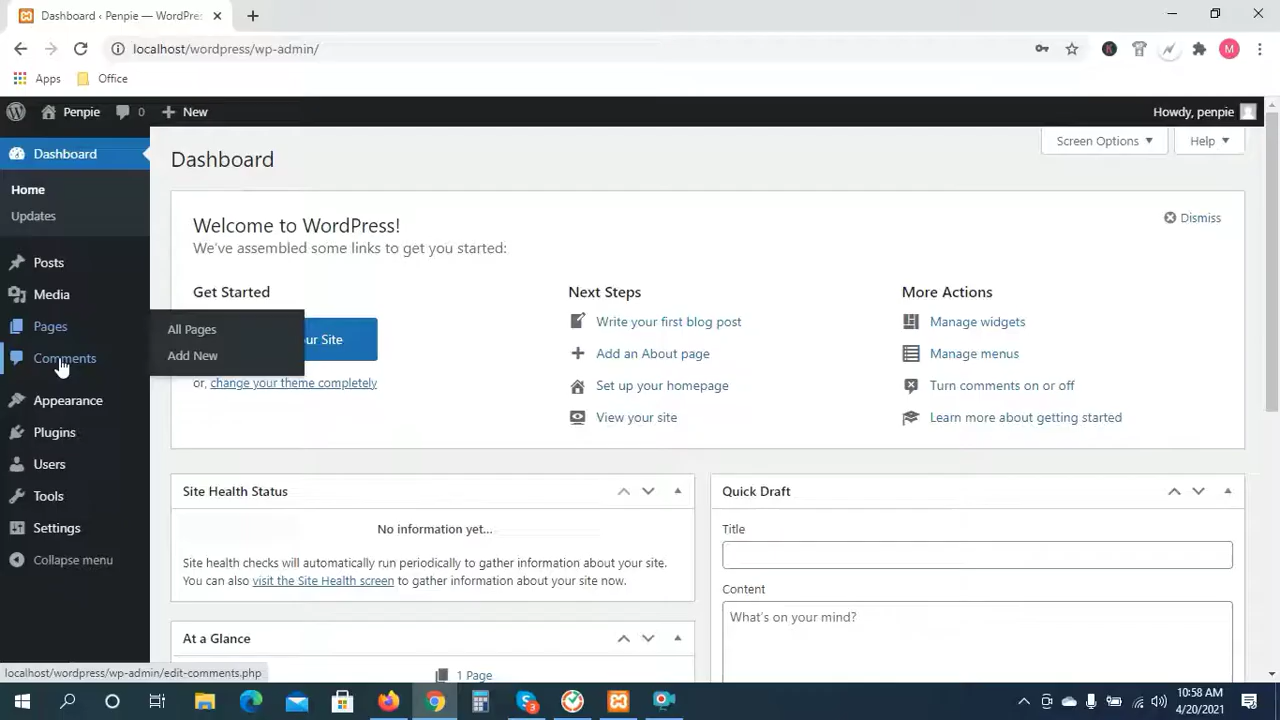 Dashboard ‹ Penpie — WordPres
localhost/wordpress/wp-admin/
M
Apps
Office
Penpie
0
New
Howdy, penpie
Dashboard
Home
Updates
Posts
Media
Pages
Comments
Appearance
Plugins
Users
Tools
Settings
Collapse menu
All Pages
Add New
Dashboard
Screen Options
Help
Welcome to WordPress!
We've assembled some links to get you started:
Dismiss
Get Started
our Site
or, change your theme completely
Next Steps
Write your first blog post
Add an About page
Set up your homepage
View your site
More Actions
Manage widgets
Manage menus
Turn comments on or off
Learn more about getting started
Site Health Status
No information yet...
Site health checks will automatically run periodically to gather information about your site.
You can also visit the Site Health screen to gather information about your site now.
At a Glance
1 Page
Quick Draft
Title
Content
What's on your mind?
localhost/wordpress/wp-admin/edit-comments.php
10:58 AM
4/20/2021